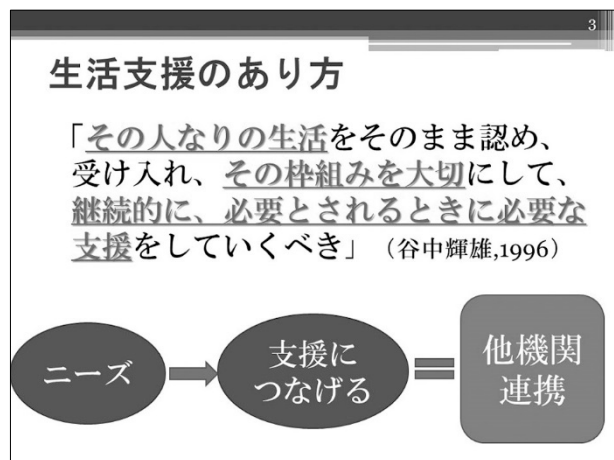 3
生活支援のあり方
「その人なりの生活をそのまま認め、
受け入れ、その枠組みを大切にして、
継続的に、必要とされるときに必要な
支援をしていくべき」（谷中輝雄,1996）
ニーズ
支援に
つなげる
他機関
連携